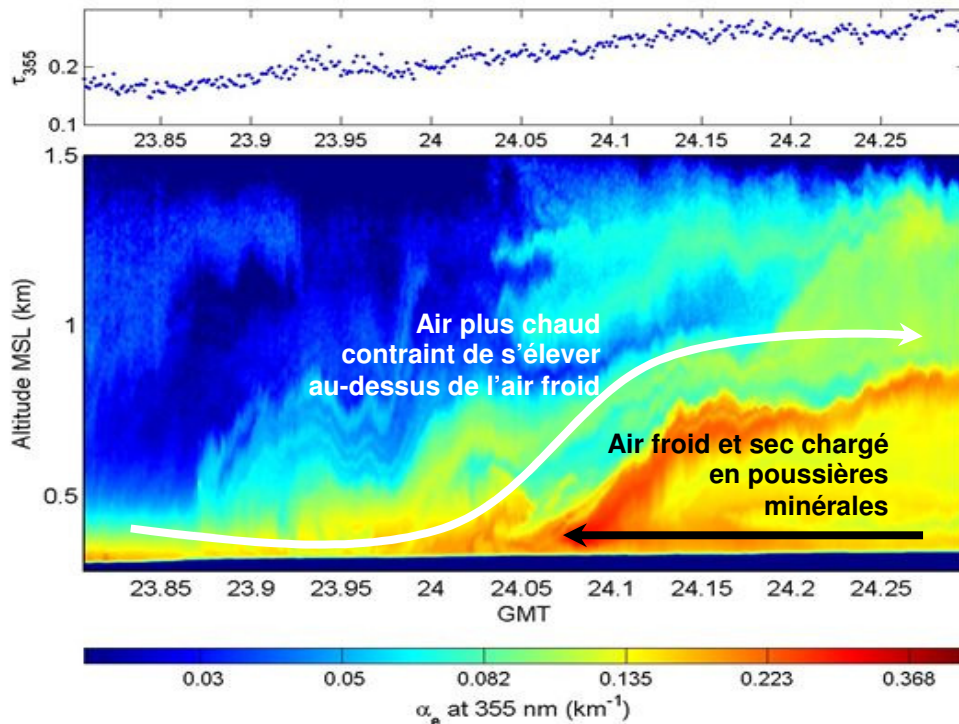 τ355
0.2
0.1
23.85 23.9 23.95 24 24.05 24.1 24.15 24.2 24.25
1.5
1
0.5
Altitude MSL (km)
Air plus chaud
contraint de s’élever
au-dessus de l’air froid
Air froid et sec chargé
en poussières
minérales
23.85 23.9 23.95 24 24.05 24.1 24.15 24.2 24.25
GMT
0.03 0.05 0.082 0.135 0.223 0.368
αe at 355 nm (km-1)